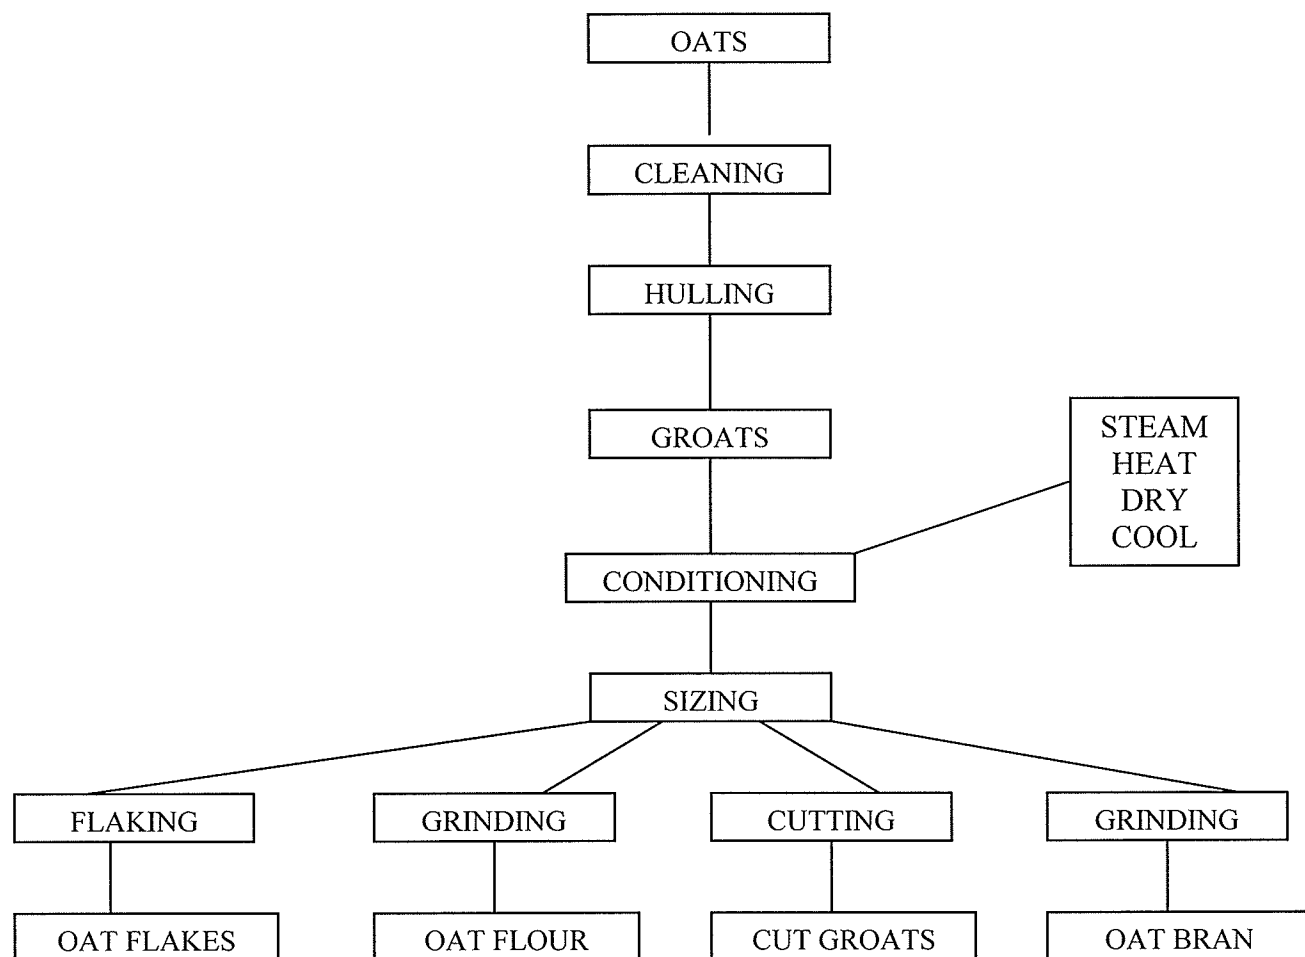 OATS
CLEANING
HULLING
GROATS
STEAM
HEAT
DRY
COOL
CONDITIONING
SIZING
FLAKING
GRINDING
CUTTING
GRINDING
OAT FLAKES
OAT FLOUR
CUT GROATS
OAT BRAN